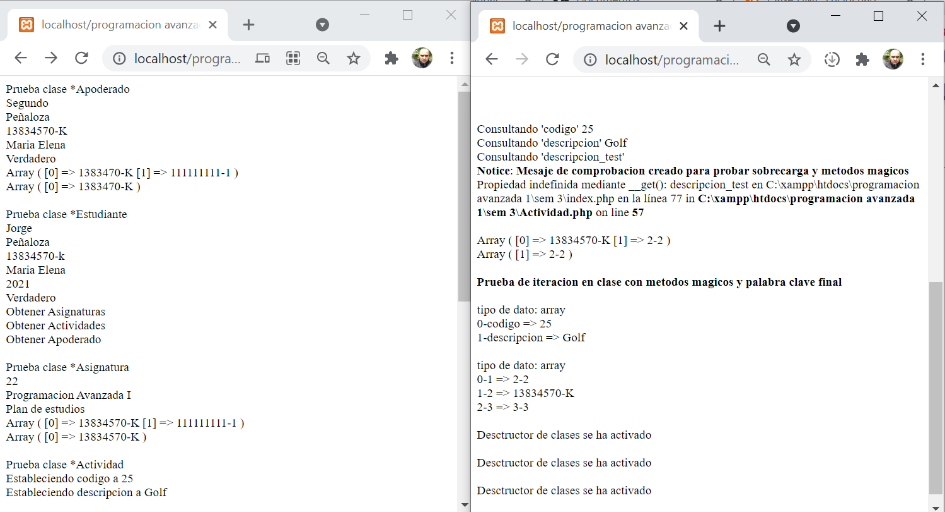 localhost/programacion avanza
localhost/progra...
Prueba clase *Apoderado
Segundo
Peñaloza
13834570-K
Maria Elena
Verdadero
Array ( [0] => 1383470-K [1] => 111111111-1 )
Array ( [0] => 1383470-K )
Prueba clase *Estudiante
Jorge
Peñaloza
13834570-k
Maria Elena
2021
Verdadero
Obtener Asignaturas
Obtener Actividades
Obtener Apoderado
Prueba clase *Asignatura
22
Programacion Avanzada I
Plan de estudios
Array ( [0] => 13834570-K [1] => 111111111-1 )
Array ( [0] => 13834570-K )
Prueba clase *Actividad
Estableciendo codigo a 25
Estableciendo descripcion a Golf
localhost/programacion avanza
localhost/programaci...
Consultando 'codigo' 25
Consultando 'descripcion' Golf
Consultando 'descripcion_test'
Notice: Mesaje de comprobacion creado para probar sobrecarga y metodos magicos
Propiedad indefinida mediante __get(): descripcion_test en C:\xampp\htdocs\programacion
avanzada 1\sem 3\index.php en la línea 77 in C:\xampp\htdocs\programacion avanzada
1\sem 3\Actividad.php on line 57
Array ( [0] => 13834570-K [1] => 2-2 )
Array ( [1] => 2-2 )
Prueba de iteracion en clase con metodos magicos y palabra clave final
tipo de dato: array
0-codigo => 25
1-descripcion => Golf
tipo de dato: array
0-1 => 2-2
1-2 => 13834570-K
2-3 => 3-3
Desctructor de clases se ha activado
Desctructor de clases se ha activado
Desctructor de clases se ha activado